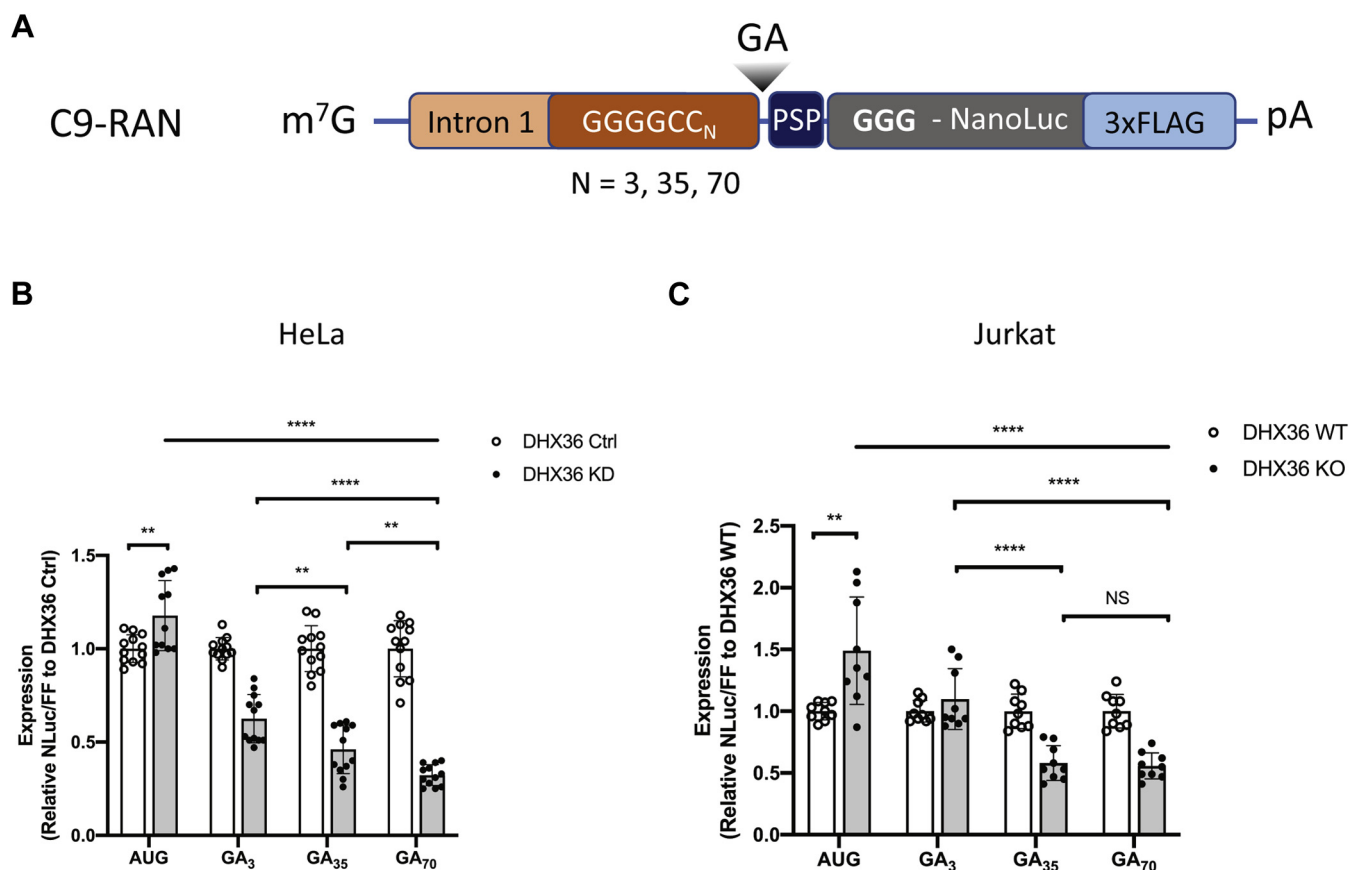 A
GA
C9-RAN
m⁷G
Intron 1
GGGGCC_N
PSP
GGG - NanoLuc
3xFLAG
pA
N = 3, 35, 70
B
HeLa
DHX36 Ctrl
DHX36 KD
****
****
**
**
**
Expression
(Relative NLuc/FF to DHX36 Ctrl)
1.5
1.0
0.5
0.0
AUG
GA₃
GA₃₅
GA₇₀
C
Jurkat
DHX36 WT
DHX36 KO
****
****
**
****
NS
Expression
(Relative NLuc/FF to DHX36 WT)
2.5
2.0
1.5
1.0
0.5
0.0
AUG
GA₃
GA₃₅
GA₇₀